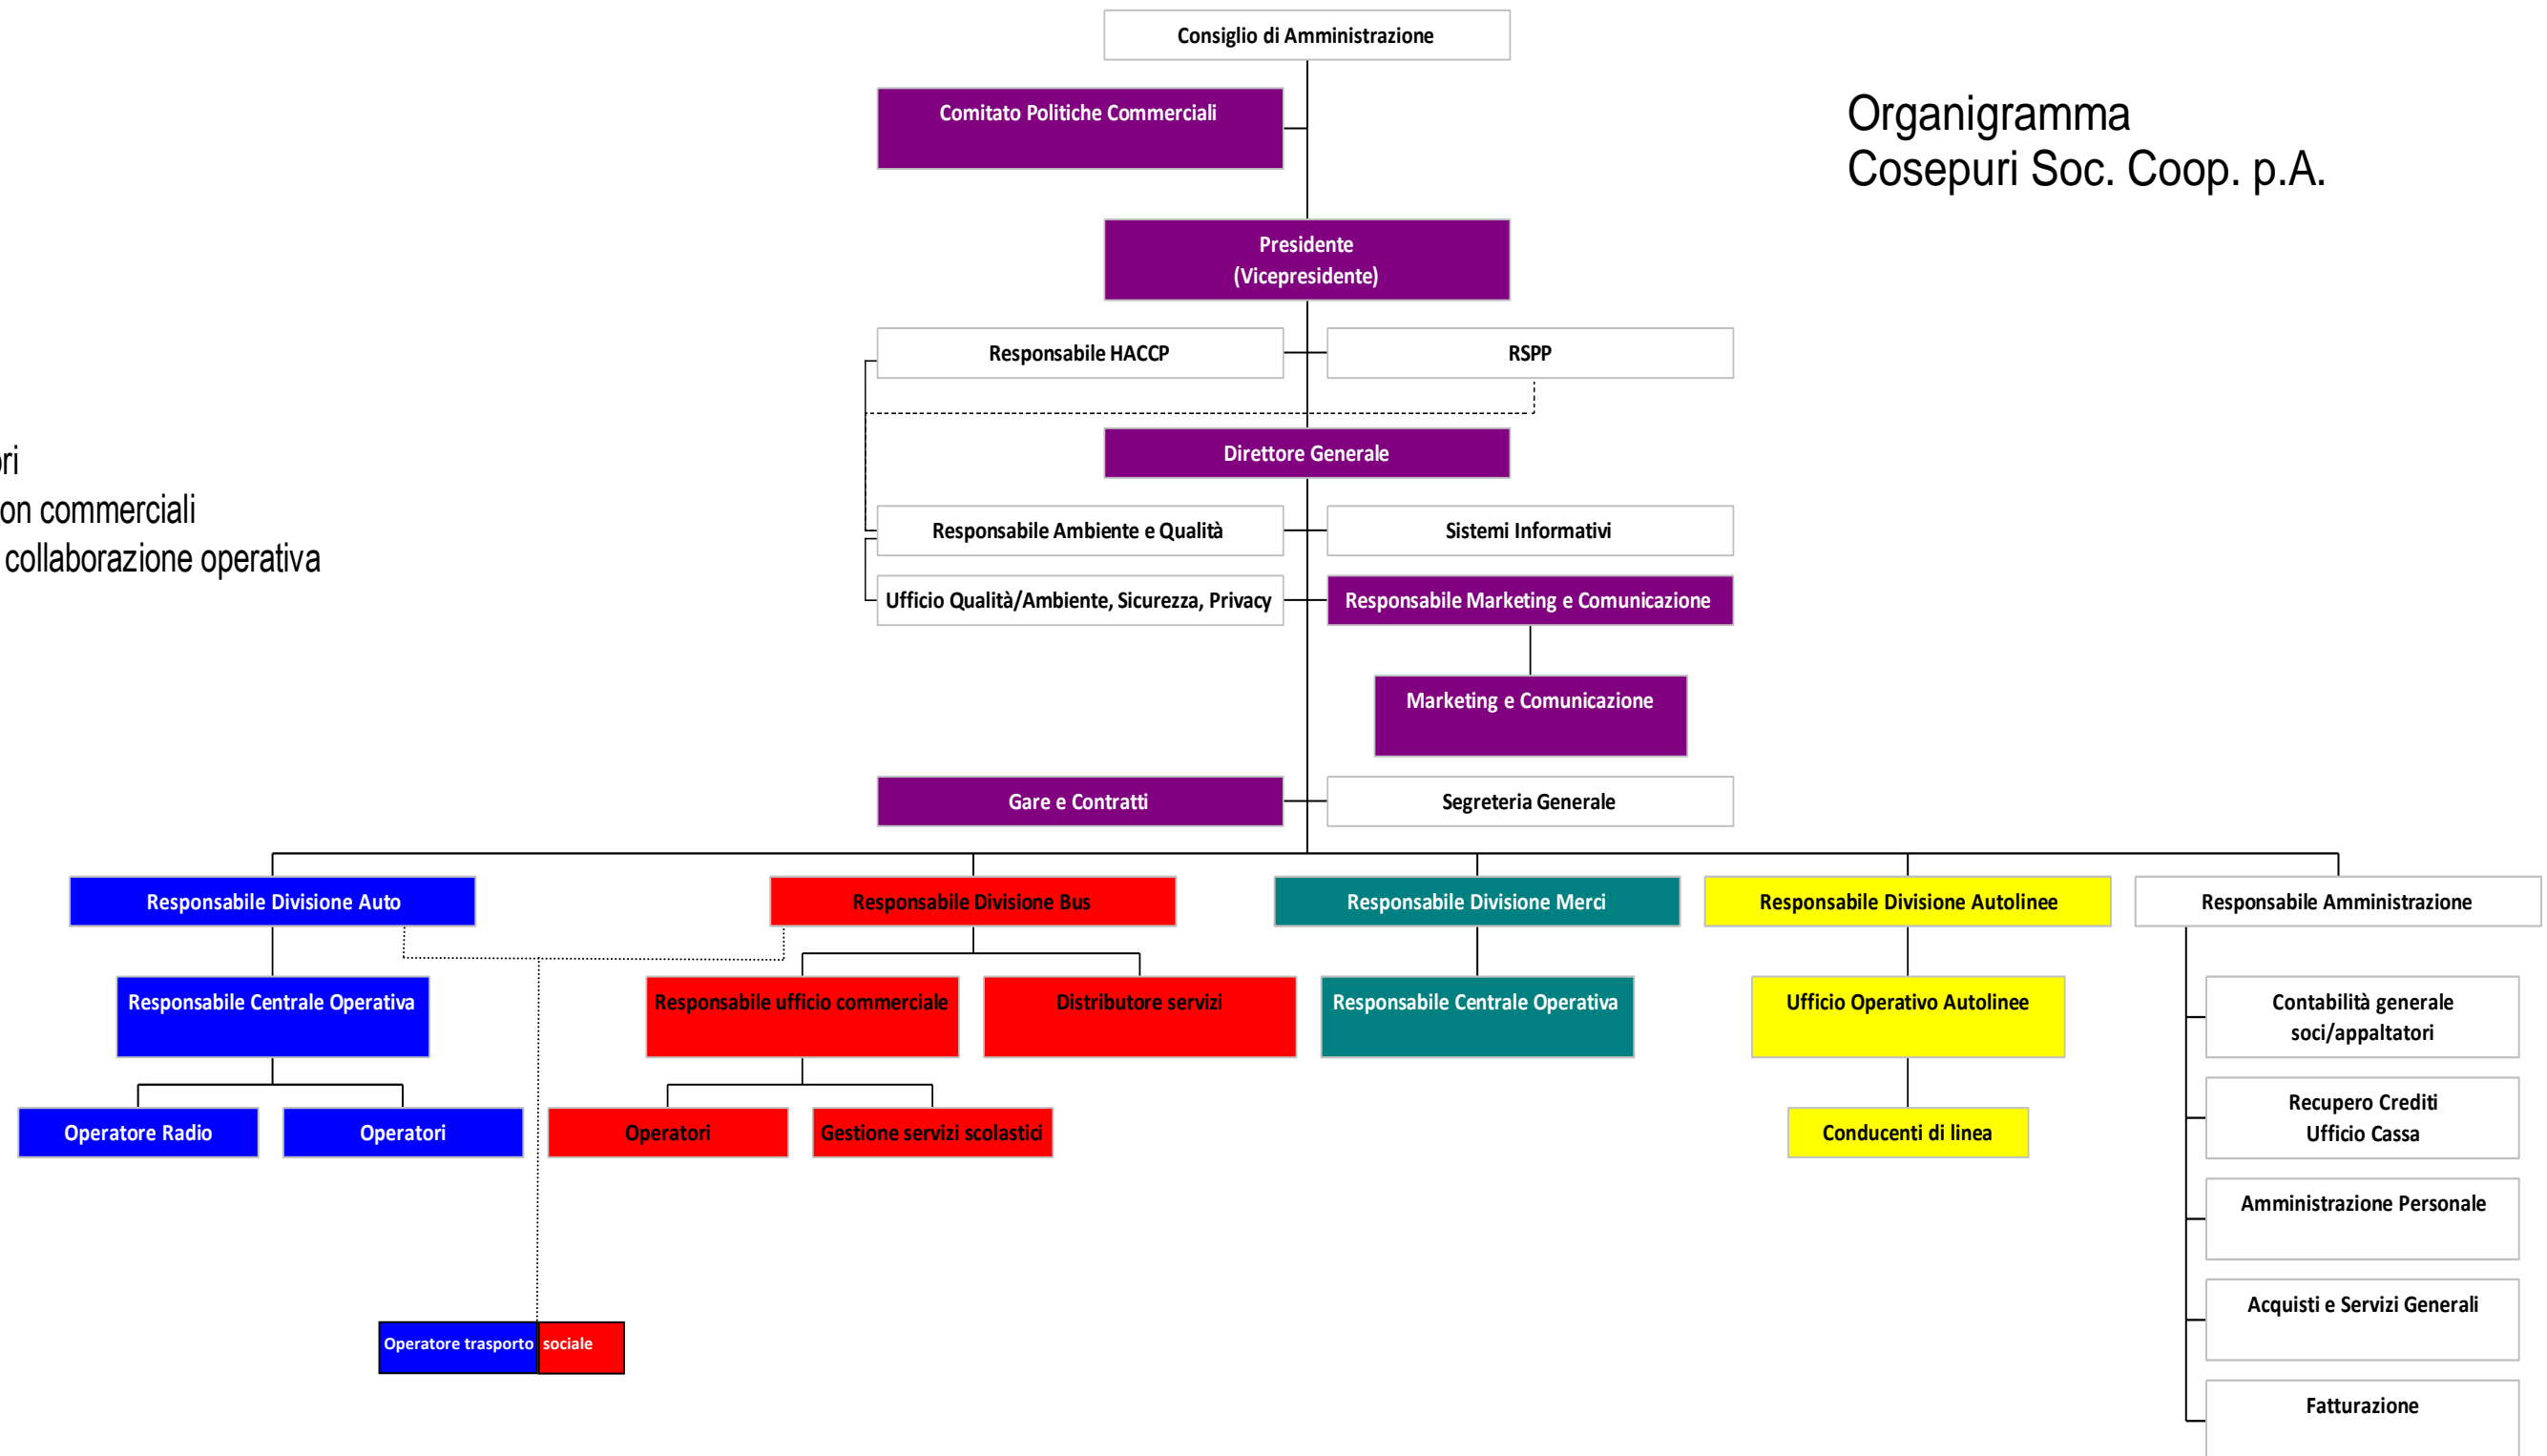 Consiglio di Amministrazione
Comitato Politiche Commerciali
Organigramma
Cosepuri Soc. Coop. p.A.
Presidente
(Vicepresidente)
Responsabile HACCP
RSPP
Direttore Generale
ori
on commerciali
collaborazione operativa
Responsabile Ambiente e Qualità
Sistemi Informativi
Ufficio Qualità/Ambiente, Sicurezza, Privacy
Responsabile Marketing e Comunicazione
Marketing e Comunicazione
Gare e Contratti
Segreteria Generale
Responsabile Divisione Auto
Responsabile Divisione Bus
Responsabile Divisione Merci
Responsabile Divisione Autolinee
Responsabile Amministrazione
Responsabile Centrale Operativa
Responsabile ufficio commerciale
Distributore servizi
Responsabile Centrale Operativa
Ufficio Operativo Autolinee
Contabilità generale
soci/appaltatori
Operatore Radio
Operatori
Operatori
Gestione servizi scolastici
Conducenti di linea
Recupero Crediti
Ufficio Cassa
Amministrazione Personale
Acquisti e Servizi Generali
Operatore trasporto sociale
Fatturazione